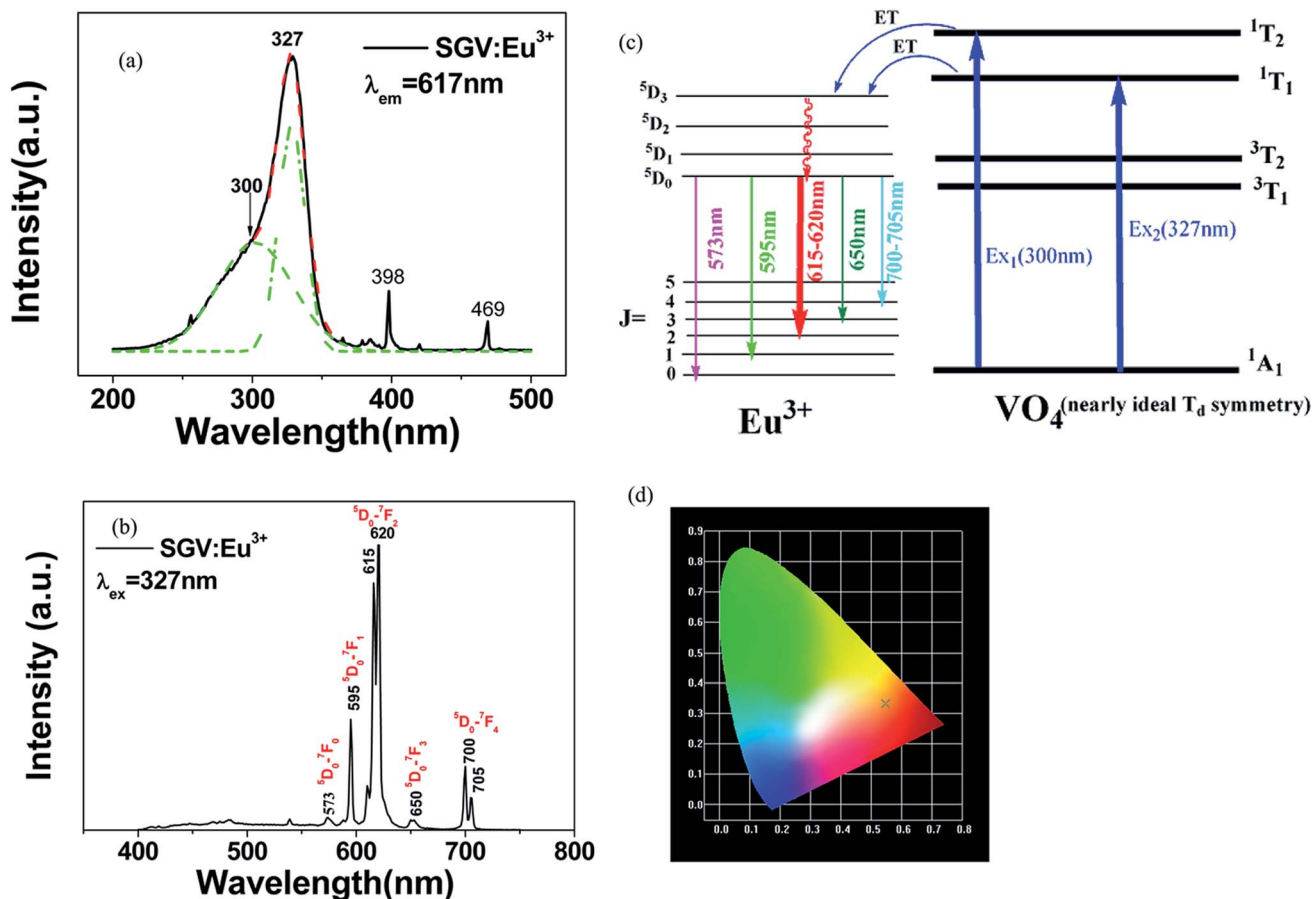 (a)
327
SGV:Eu³⁺
λem=617nm
300
398
469
Intensity(a.u.)
200 300 400 500
Wavelength(nm)
(c)
ET
ET
¹T₂
¹T₁
³T₂
³T₁
¹A₁
⁵D₃
⁵D₂
⁵D₁
⁵D₀
573nm
595nm
615-620nm
650nm
700-705nm
Ex₁(300nm)
Ex₂(327nm)
J=
5
4
3
2
1
0
Eu³⁺
VO₄(nearly ideal Td symmetry)
(b)
SGV:Eu³⁺
λex=327nm
⁵D₀-⁷F₂
620
615
⁵D₀-⁷F₁
595
⁵D₀-⁷F₀
573
⁵D₀-⁷F₃
650
⁵D₀-⁷F₄
700
705
Intensity (a.u.)
400 500 600 700 800
Wavelength(nm)
(d)
0.9
0.8
0.7
0.6
0.5
0.4
0.3
0.2
0.1
0.0
0.0 0.1 0.2 0.3 0.4 0.5 0.6 0.7 0.8